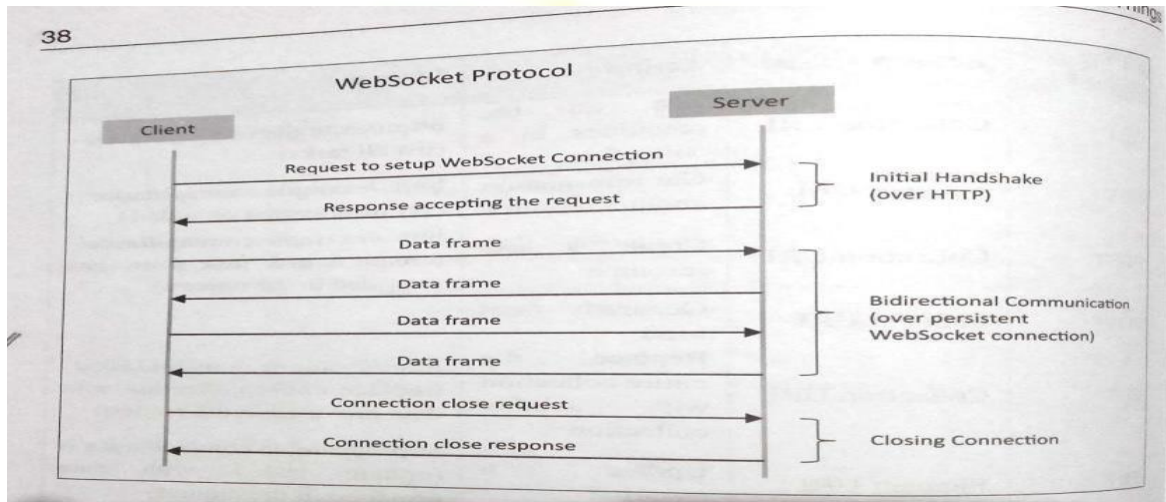 38
WebSocket Protocol
Client
Server
Request to setup WebSocket Connection
Response accepting the request
Initial Handshake
(over HTTP)
Data frame
Data frame
Data frame
Data frame
Bidirectional Communication
(over persistent
WebSocket connection)
Connection close request
Connection close response
Closing Connection